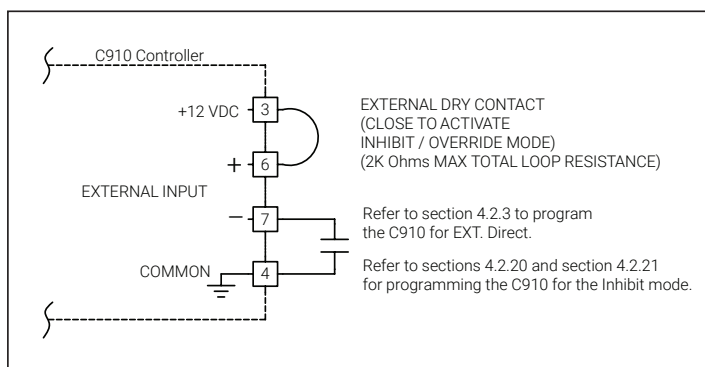 C910 Controller
+12 VDC
3
EXTERNAL DRY CONTACT
(CLOSE TO ACTIVATE
INHIBIT / OVERRIDE MODE)
(2K Ohms MAX TOTAL LOOP RESISTANCE)
+
6
EXTERNAL INPUT
−
7
Refer to section 4.2.3 to program
the C910 for EXT. Direct.
COMMON
4
Refer to sections 4.2.20 and section 4.2.21
for programming the C910 for the Inhibit mode.